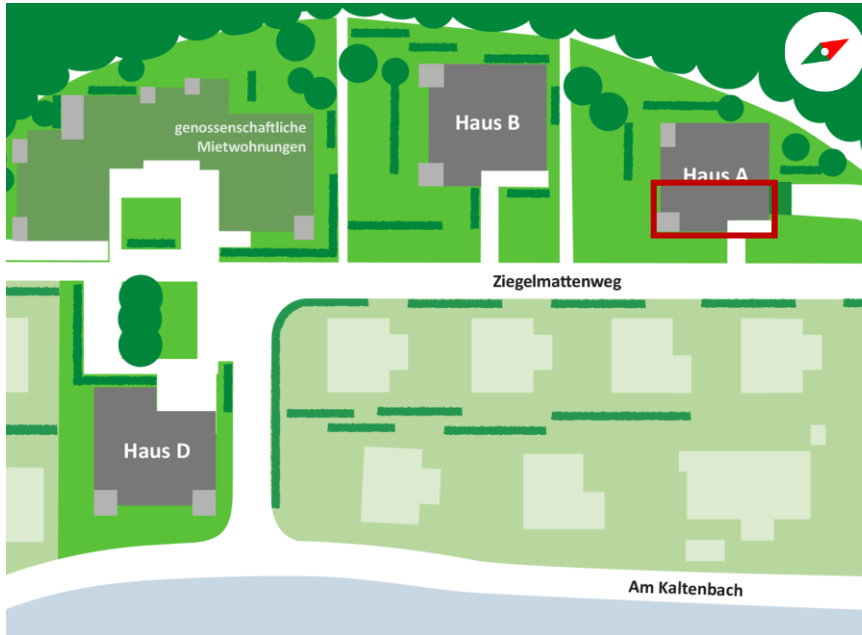 genossenschaftliche
Mietwohnungen
Haus B
Haus A
Ziegelmattenweg
Haus D
Am Kaltenbach